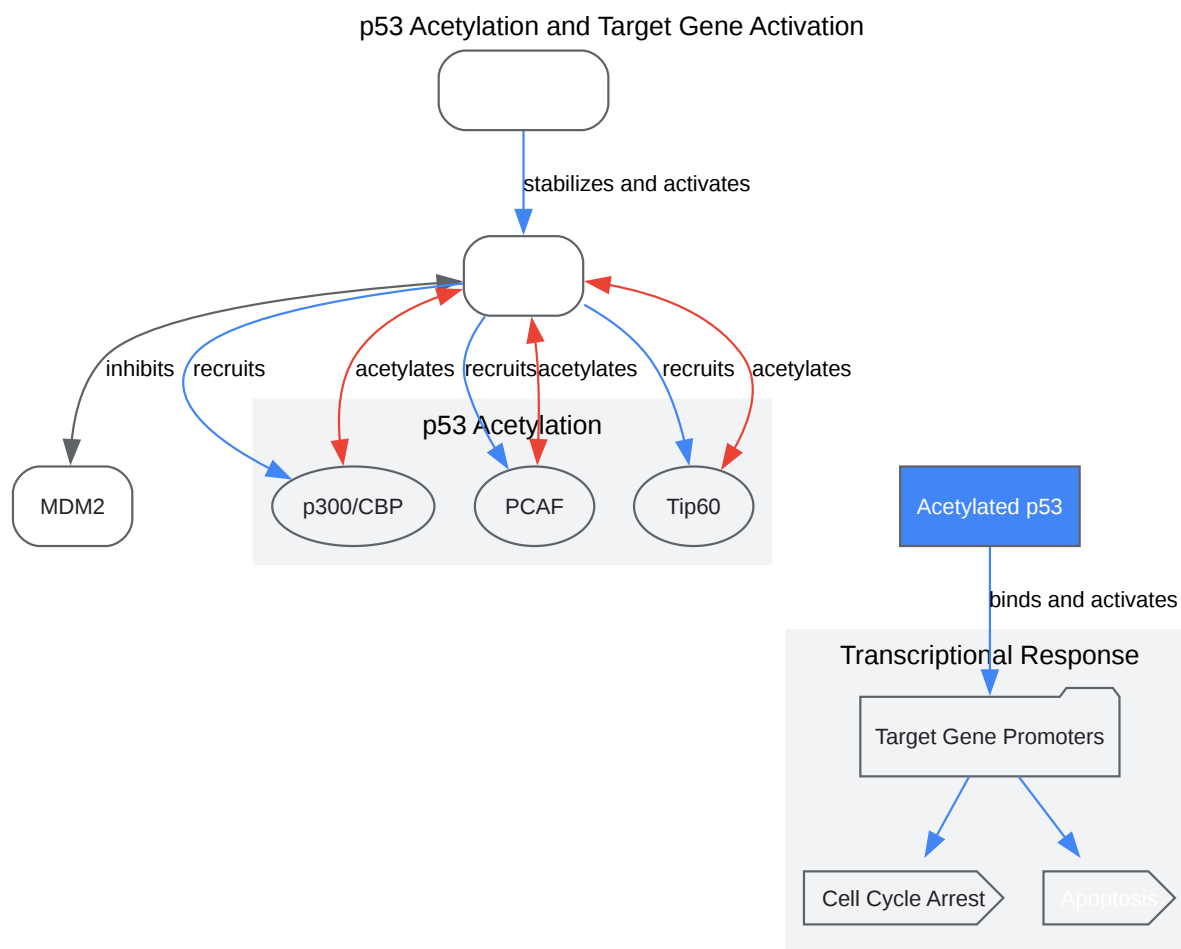 p53 Acetylation and Target Gene Activation
stabilizes and activates
inhibits
recruits
acetylates
recruits
acetylates
recruits
acetylates
p53 Acetylation
MDM2
p300/CBP
PCAF
Tip60
Acetylated p53
binds and activates
Transcriptional Response
Target Gene Promoters
Cell Cycle Arrest
Apoptosis